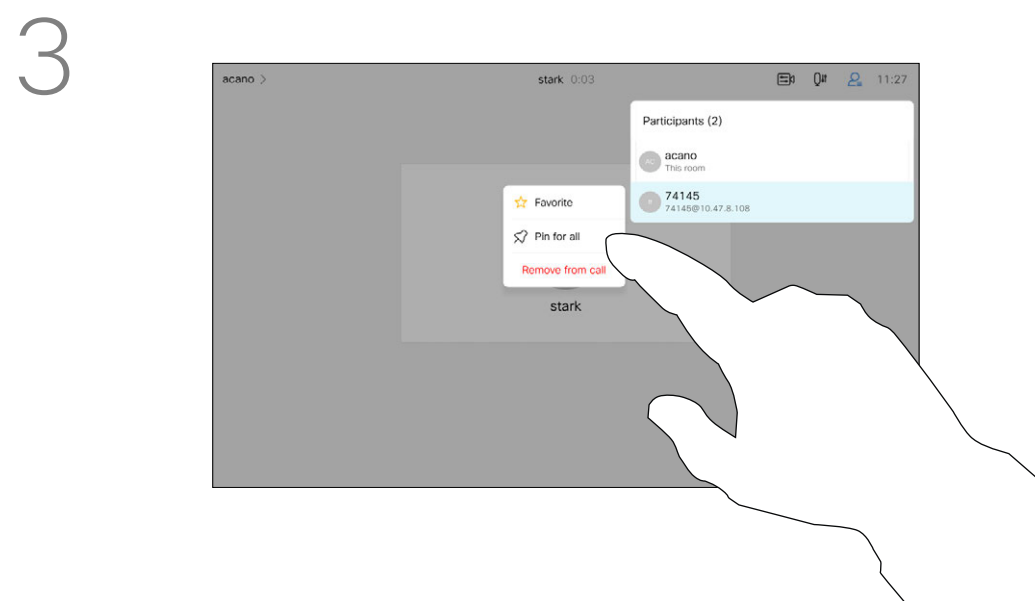 3
acano >
stark 0:03
11:27
Participants (2)
AC
acano
This room
74145
74145@10.47.8.108
Favorite
Pin for all
Remove from call
stark